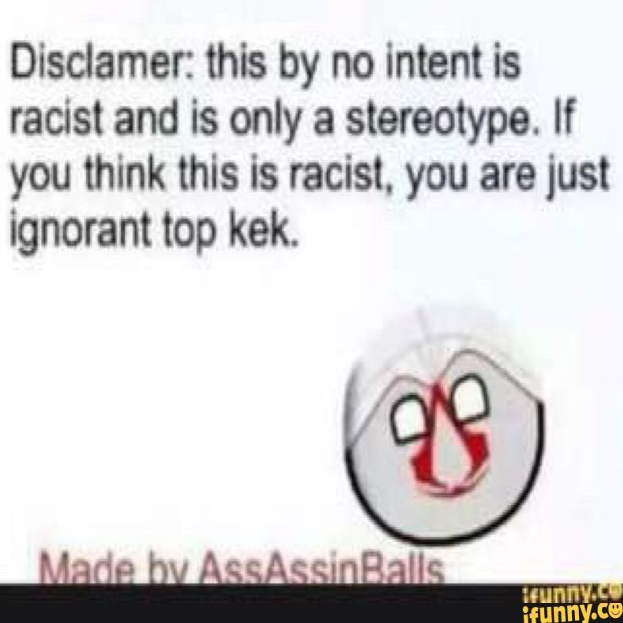 Disclamer: this by no intent is
racist and is only a stereotype. If
you think this is racist, you are just
ignorant top kek.
Made by AssAssinBalls
ifunny.co
ifunny.co